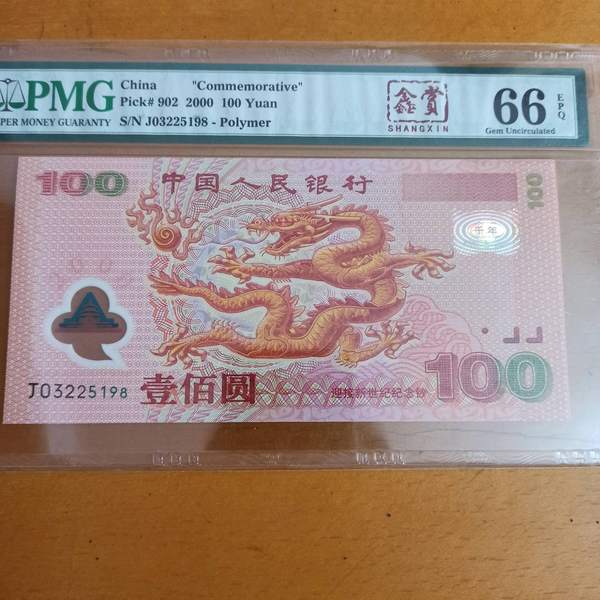 PMG
PER MONEY GUARANTY
China "Commemorative"
Pick# 902 2000 100 Yuan
S/N J03225198 - Polymer
鑫賞
SHANGXIN
66 EPQ
Gem Uncirculated
100 中国人民银行 100
千年
J03225198
壹佰圆
迎接新世纪纪念钞
100